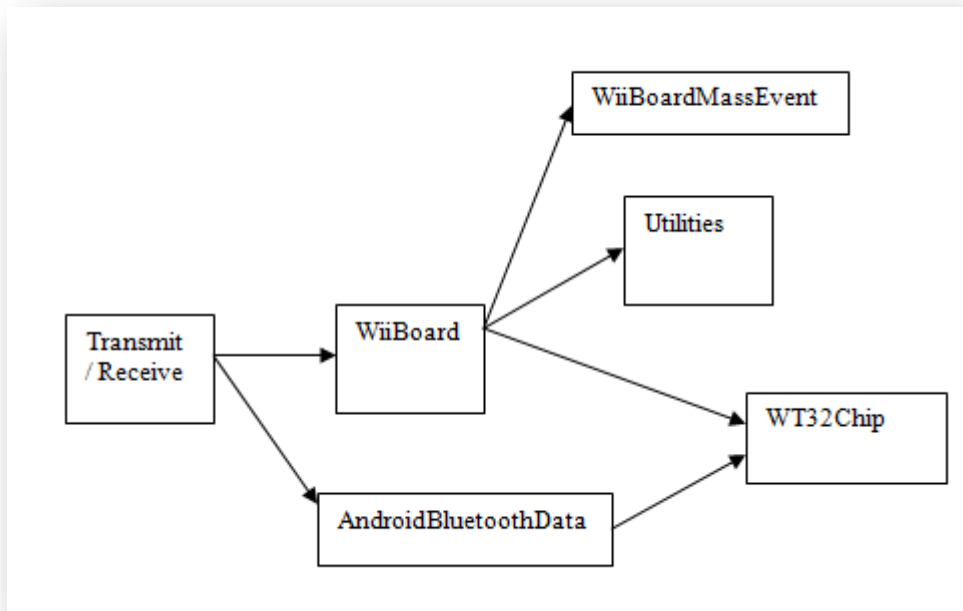 WiiBoardMassEvent
Utilities
WiiBoard
Transmit
/ Receive
WT32Chip
AndroidBluetoothData